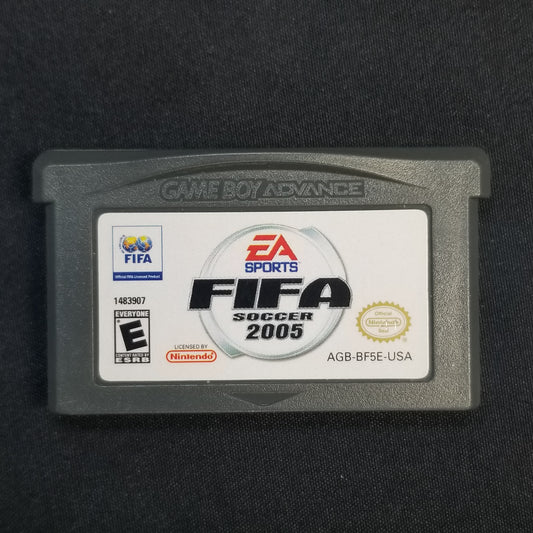 GAME BOY ADVANCE
FIFA
Official FIFA Licensed Product
1483907
EVERYONE
E
CONTENT RATED BY
ESRB
EA
SPORTS
FIFA
SOCCER
2005
LICENSED BY
Nintendo
Official
Nintendo
Seal
AGB-BF5E-USA